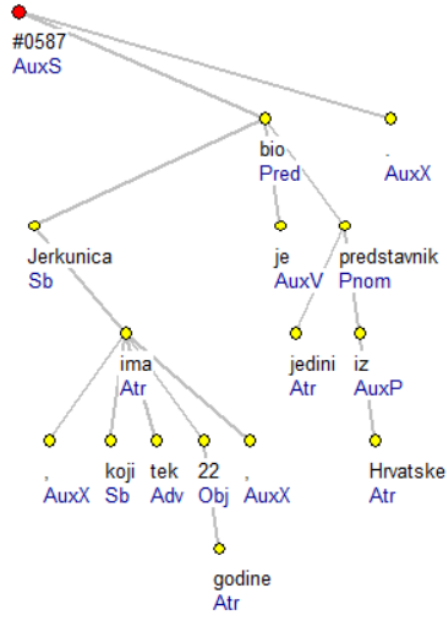 #0587
AuxS
bio
Pred
.
AuxX
Jerkunica
Sb
je
AuxV
predstavnik
Pnom
ima
Atr
jedini
Atr
iz
AuxP
,
AuxX
koji
Sb
tek
Adv
22
Obj
,
AuxX
Hrvatske
Atr
godine
Atr